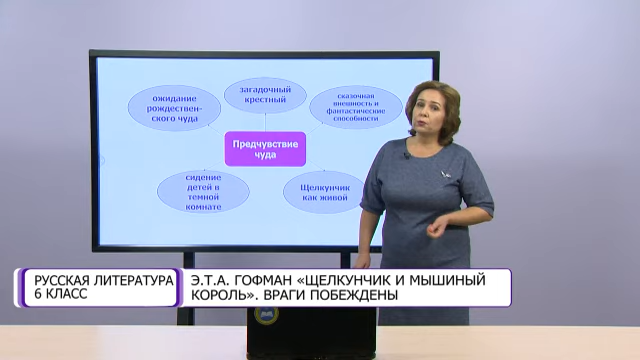 загадочный
крестный
ожидание
рождествен-
ского чуда
сказочная
внешность и
фантастические
способности
Предчувствие
чуда
сидение
детей в
темной
комнате
Щелкунчик
как живой
РУССКАЯ ЛИТЕРАТУРА
6 КЛАСС
Э.Т.А. ГОФМАН «ЩЕЛКУНЧИК И МЫШИНЫЙ
КОРОЛЬ». ВРАГИ ПОБЕЖДЕНЫ